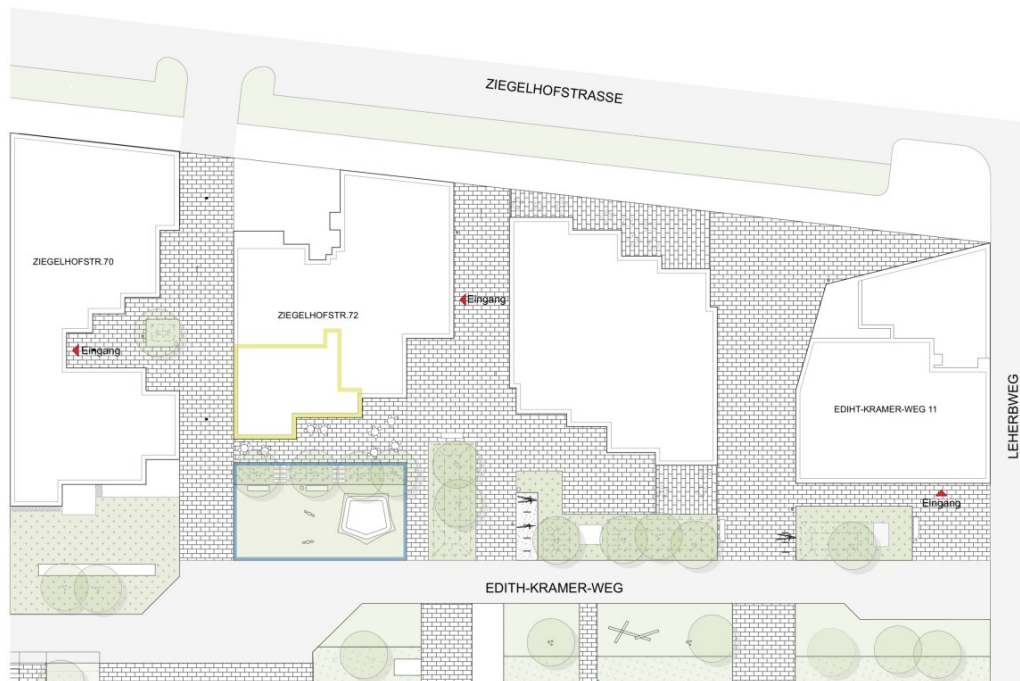 ZIEGELHOFSTRASSE
ZIEGELHOFSTR.70
ZIEGELHOFSTR.72
Eingang
Eingang
EDIHT-KRAMER-WEG 11
LEHERBWEG
Eingang
EDITH-KRAMER-WEG